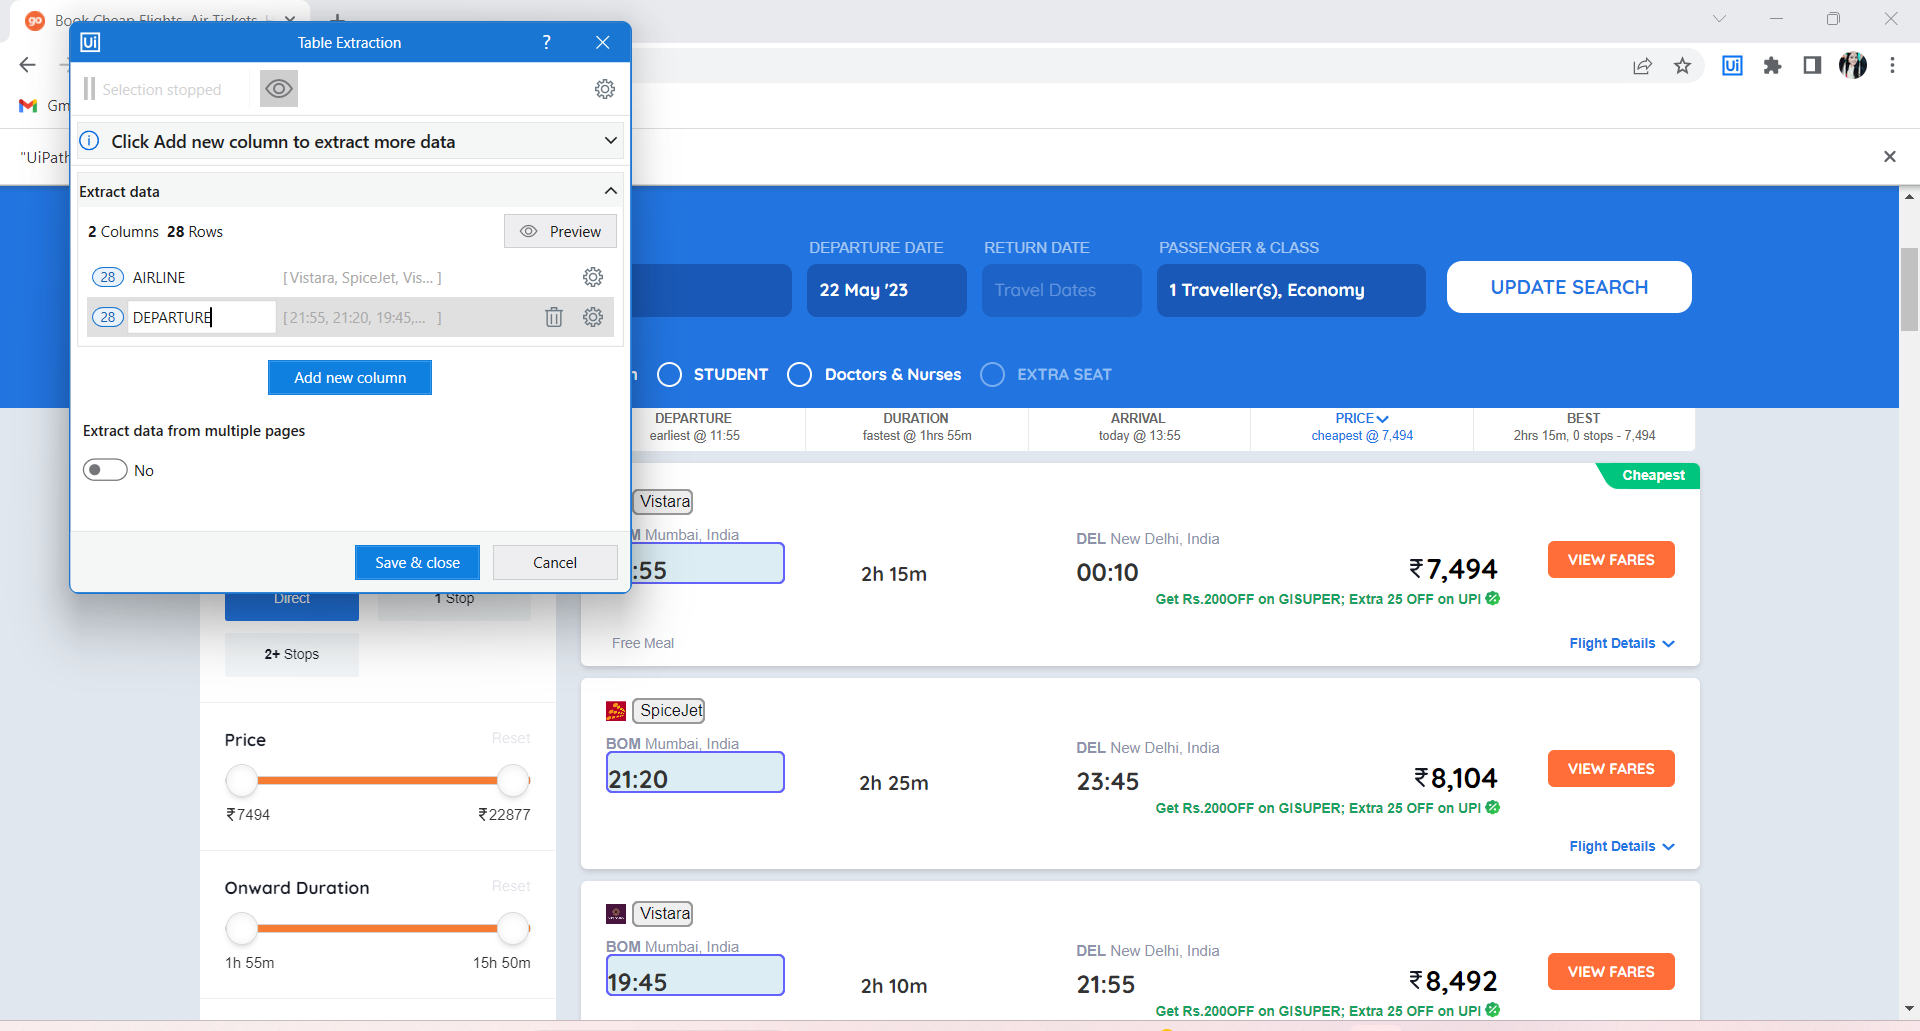 go Book Cheap Flights, Air Tickets
Ui Table Extraction ?
Selection stopped
Ui
Gm
Click Add new column to extract more data
"UiPath
Extract data
2 Columns 28 Rows
Preview
28 AIRLINE [ Vistara, SpiceJet, Vis... ]
28 DEPARTURE [ 21:55, 21:20, 19:45,... ]
Add new column
Extract data from multiple pages
No
Save & close Cancel
DEPARTURE DATE RETURN DATE PASSENGER & CLASS
22 May '23 Travel Dates 1 Traveller(s), Economy UPDATE SEARCH
n STUDENT Doctors & Nurses EXTRA SEAT
DEPARTURE DURATION ARRIVAL PRICE BEST
earliest @ 11:55 fastest @ 1hrs 55m today @ 13:55 cheapest @ 7,494 2hrs 15m, 0 stops - 7,494
Direct 1 Stop
2+ Stops
Price Reset
₹7494 ₹22877
Onward Duration Reset
1h 55m 15h 50m
Cheapest
Vistara
M Mumbai, India DEL New Delhi, India
:55 2h 15m 00:10 ₹7,494 VIEW FARES
Get Rs.200OFF on GISUPER; Extra 25 OFF on UPI
Free Meal Flight Details
SpiceJet
BOM Mumbai, India DEL New Delhi, India
21:20 2h 25m 23:45 ₹8,104 VIEW FARES
Get Rs.200OFF on GISUPER; Extra 25 OFF on UPI
Flight Details
Vistara
BOM Mumbai, India DEL New Delhi, India
19:45 2h 10m 21:55 ₹8,492 VIEW FARES
Get Rs.200OFF on GISUPER; Extra 25 OFF on UPI